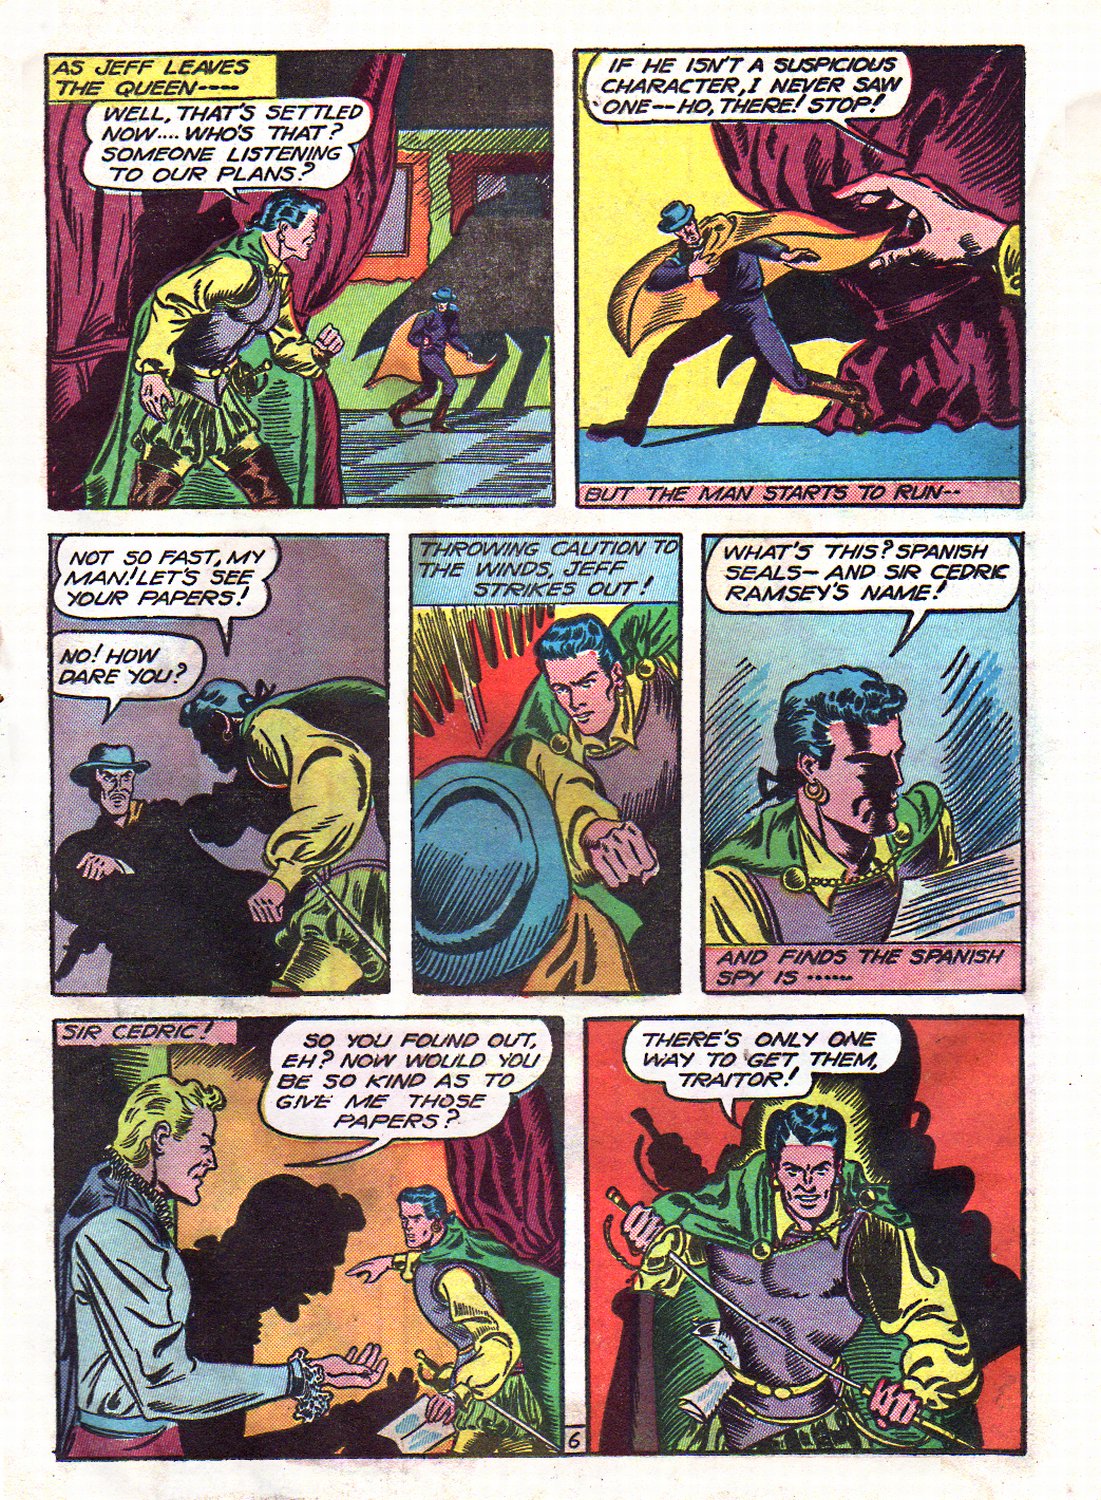 AS JEFF LEAVES
THE QUEEN----
WELL, THAT'S SETTLED
NOW.... WHO'S THAT?
SOMEONE LISTENING
TO OUR PLANS?
IF HE ISN'T A SUSPICIOUS
CHARACTER, I NEVER SAW
ONE--HO, THERE! STOP!
BUT THE MAN STARTS TO RUN--
NOT SO FAST, MY
MAN! LET'S SEE
YOUR PAPERS!
NO! HOW
DARE YOU?
THROWING CAUTION TO
THE WINDS, JEFF
STRIKES OUT!
WHAT'S THIS? SPANISH
SEALS- AND SIR CEDRIC
RAMSEY'S NAME!
AND FINDS THE SPANISH
SPY IS ......
SIR CEDRIC!
SO YOU FOUND OUT,
EH? NOW WOULD YOU
BE SO KIND AS TO
GIVE ME THOSE
PAPERS?
THERE'S ONLY ONE
WAY TO GET THEM,
TRAITOR!
6